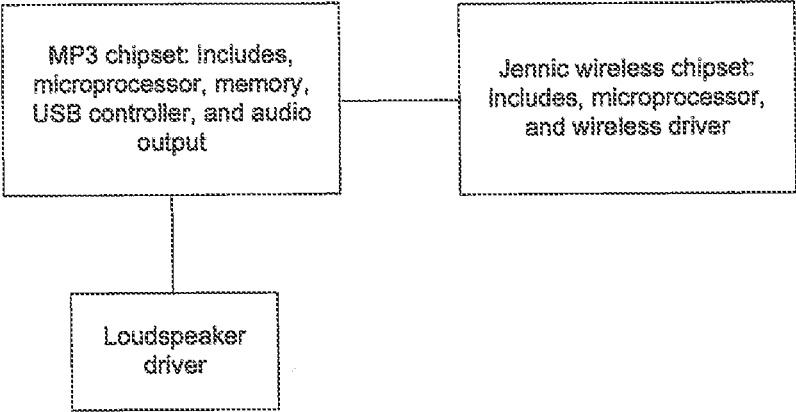 MP3 chipset: Includes,
microprocessor, memory,
USB controller, and audio
output
Jennic wireless chipset:
Includes, microprocessor,
and wireless driver
Loudspeaker
driver